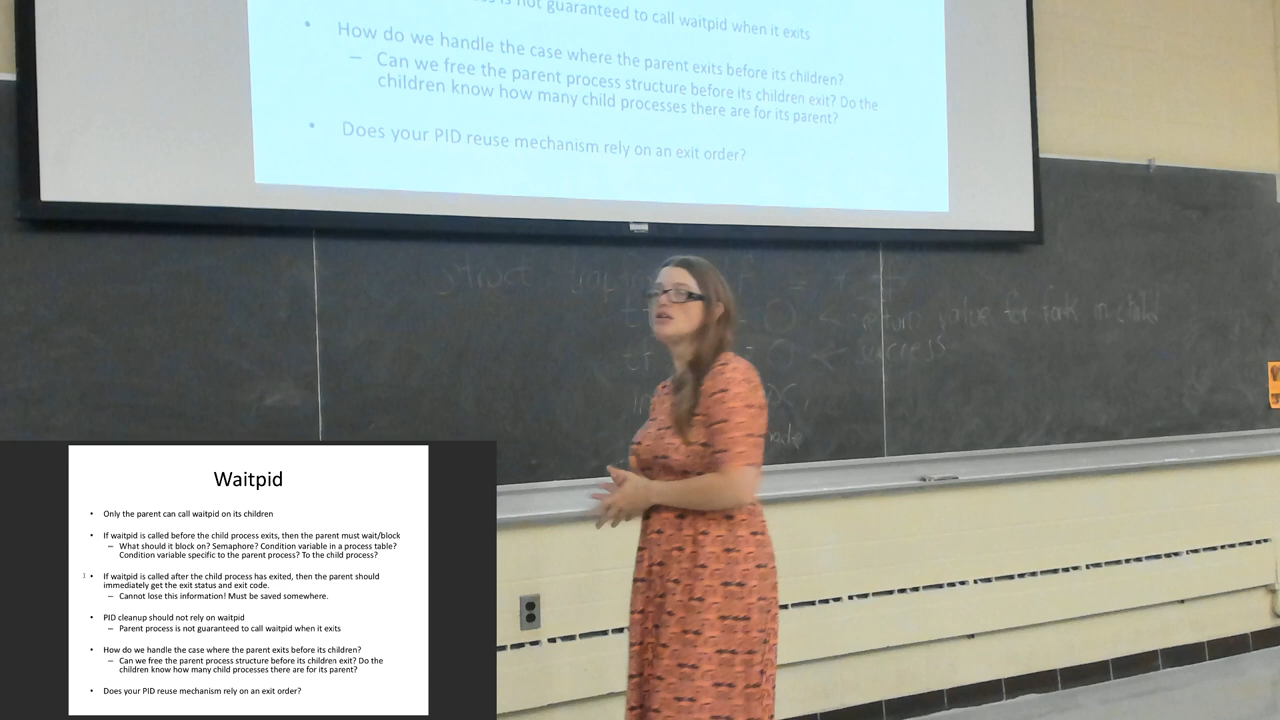 is not guaranteed to call waitpid when it exits
• How do we handle the case where the parent exits before its children?
– Can we free the parent process structure before its children exit? Do the
children know how many child processes there are for its parent?
• Does your PID reuse mechanism rely on an exit order?
struct
= 0 < return value for fork in child
= 0 < success
Waitpid
• Only the parent can call waitpid on its children
• If waitpid is called before the child process exits, then the parent must wait/block
– What should it block on? Semaphore? Condition variable in a process table?
Condition variable specific to the parent process? To the child process?
1 • If waitpid is called after the child process has exited, then the parent should
immediately get the exit status and exit code.
– Cannot lose this information! Must be saved somewhere.
• PID cleanup should not rely on waitpid
– Parent process is not guaranteed to call waitpid when it exits
• How do we handle the case where the parent exits before its children?
– Can we free the parent process structure before its children exit? Do the
children know how many child processes there are for its parent?
• Does your PID reuse mechanism rely on an exit order?